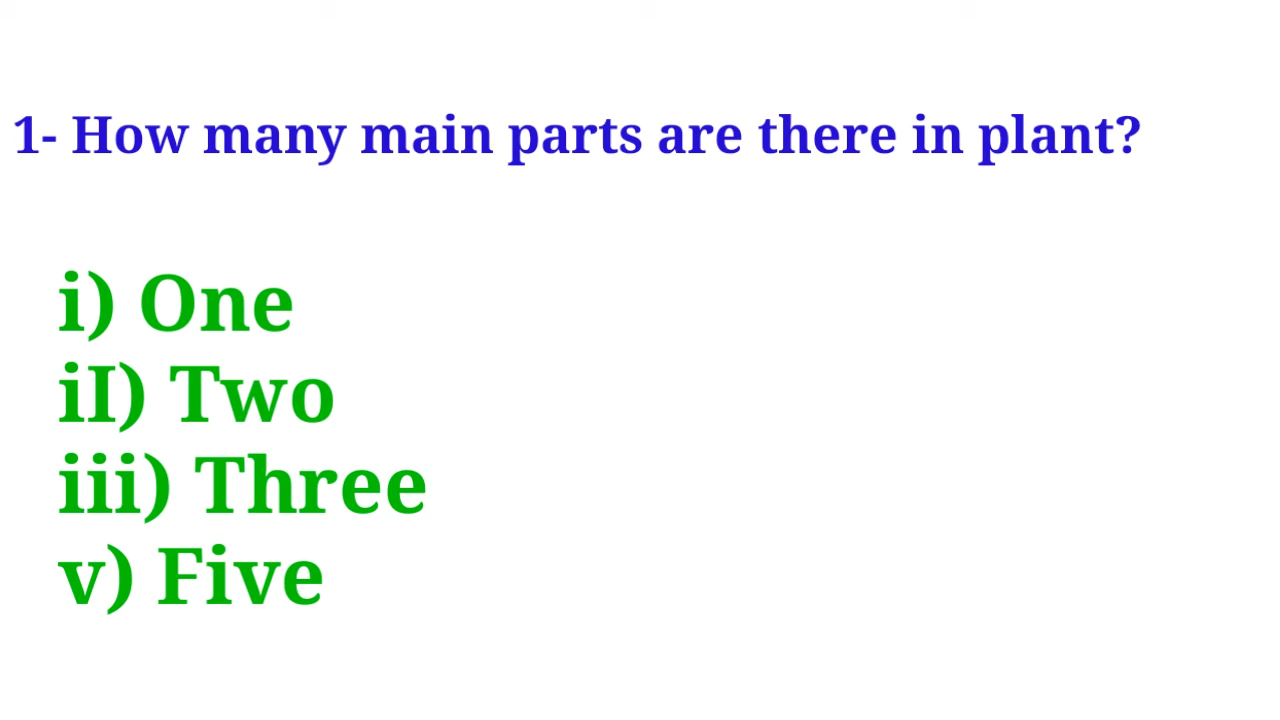 1- How many main parts are there in plant?
i) One
iI) Two
iii) Three
v) Five